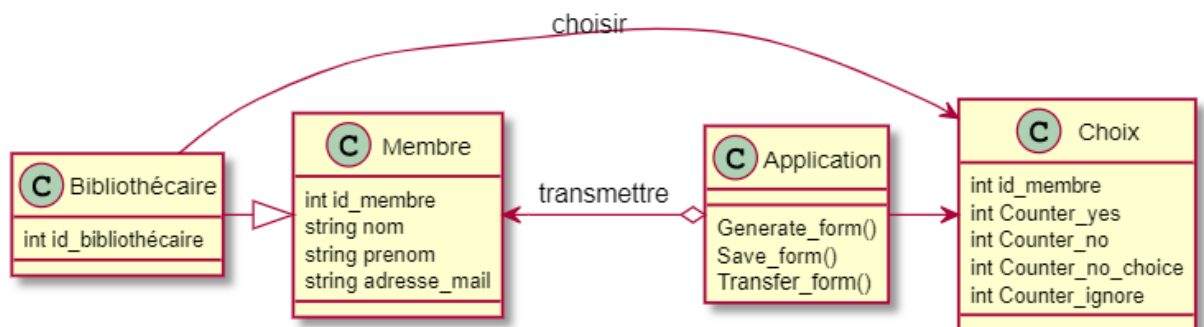 choisir
C Bibliothécaire
int id_bibliothécaire
C Membre
int id_membre
string nom
string prenom
string adresse_mail
transmettre
C Application
Generate_form()
Save_form()
Transfer_form()
C Choix
int id_membre
int Counter_yes
int Counter_no
int Counter_no_choice
int Counter_ignore